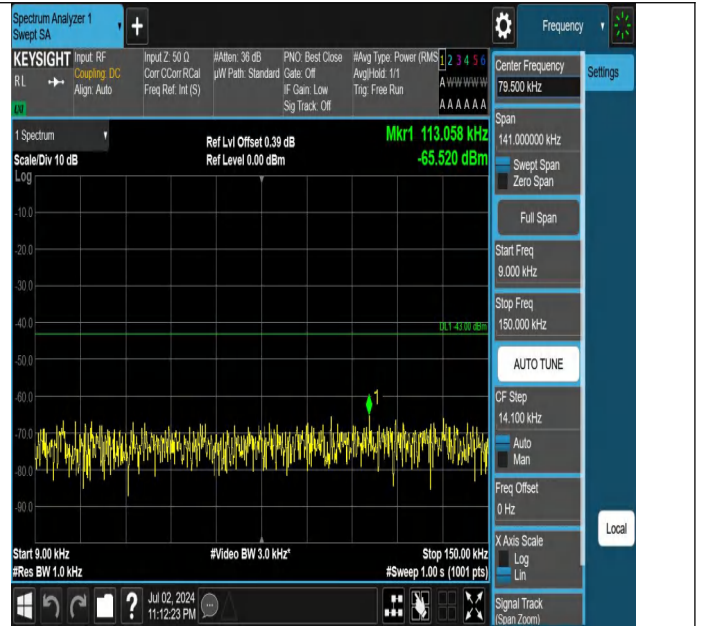 Spectrum Analyzer 1
Swept SA
+
Frequency
KEYSIGHT
RL
LXI
Input: RF
Coupling: DC
Align: Auto
Input Z: 50 Ω
Corr CCorr RCal
Freq Ref: Int (S)
#Atten: 36 dB
µW Path: Standard
PNO: Best Close
Gate: Off
IF Gain: Low
Sig Track: Off
#Avg Type: Power (RMS
Avg|Hold: 1/1
Trig: Free Run
1 2 3 4 5 6
A W W W W W
A A A A A A
1 Spectrum
Scale/Div 10 dB
Log
Ref Lvl Offset 0.39 dB
Ref Level 0.00 dBm
Mkr1 113.058 kHz
-65.520 dBm
-10.0
-20.0
-30.0
-40.0
DL1 -43.00 dBm
-50.0
-60.0
1
-70.0
-80.0
-90.0
Start 9.00 kHz
#Res BW 1.0 kHz
#Video BW 3.0 kHz*
Stop 150.00 kHz
#Sweep 1.00 s (1001 pts)
Jul 02, 2024
11:12:23 PM
?
Center Frequency
79.500 kHz
Settings
Span
141.000000 kHz
Swept Span
Zero Span
Full Span
Start Freq
9.000 kHz
Stop Freq
150.000 kHz
AUTO TUNE
CF Step
14.100 kHz
Auto
Man
Freq Offset
0 Hz
X Axis Scale
Log
Lin
Local
Signal Track
(Span Zoom)